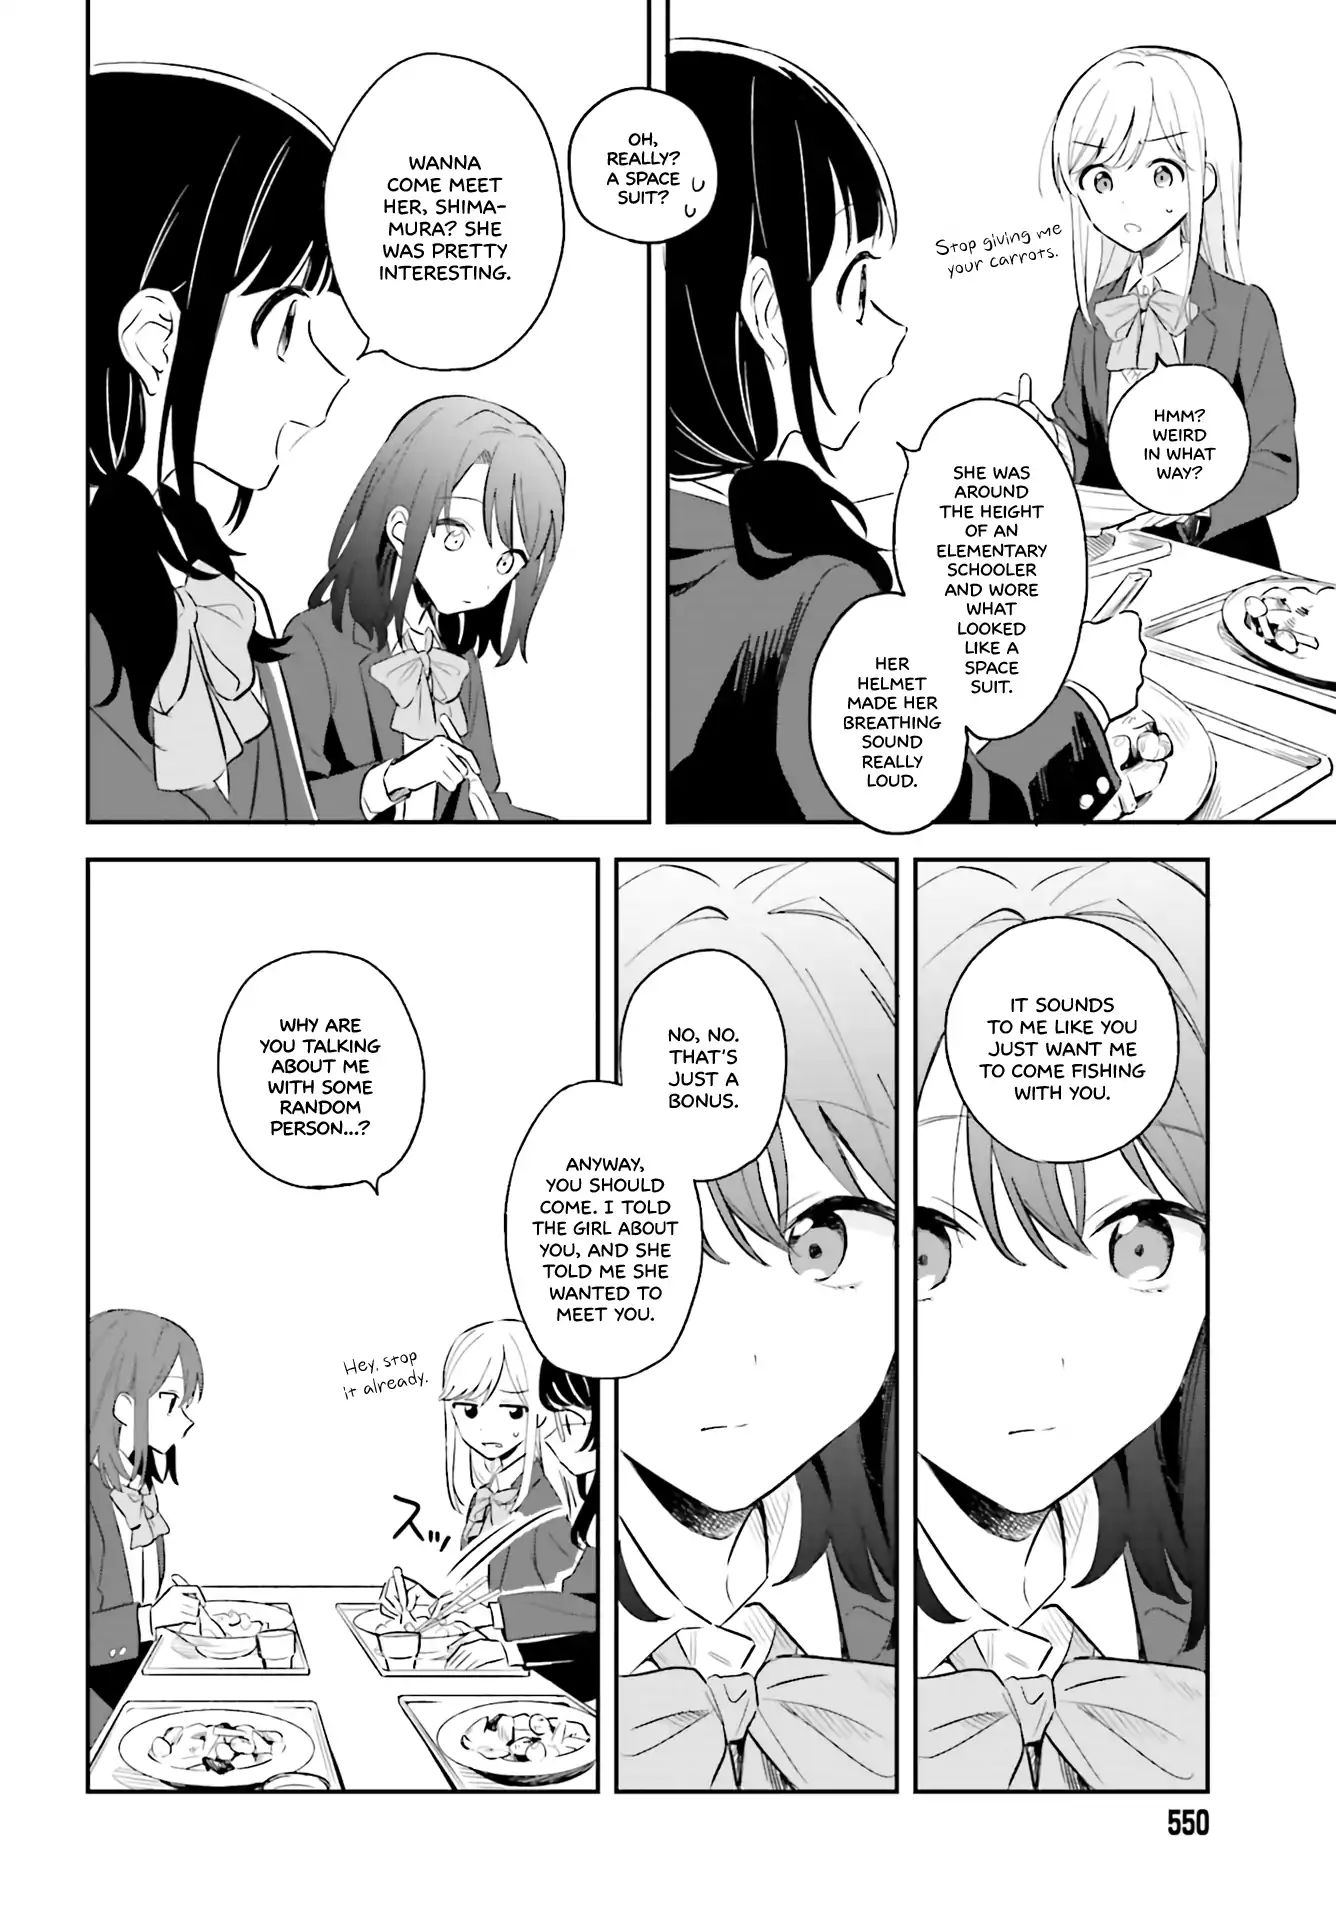 HMM?
WEIRD
IN WHAT
WAY?
Stop giving me
your carrots.
SHE WAS
AROUND
THE HEIGHT
OF AN
ELEMENTARY
SCHOOLER
AND WORE
WHAT
LOOKED
LIKE A
SPACE
SUIT.
HER
HELMET
MADE HER
BREATHING
SOUND
REALLY
LOUD.
OH,
REALLY?
A SPACE
SUIT?
WANNA
COME MEET
HER, SHIMA-
MURA? SHE
WAS PRETTY
INTERESTING.
IT SOUNDS
TO ME LIKE YOU
JUST WANT ME
TO COME FISHING
WITH YOU.
NO, NO.
THAT'S
JUST A
BONUS.
ANYWAY,
YOU SHOULD
COME. I TOLD
THE GIRL ABOUT
YOU, AND SHE
TOLD ME SHE
WANTED TO
MEET YOU.
WHY ARE
YOU TALKING
ABOUT ME
WITH SOME
RANDOM
PERSON...?
Hey, stop
it already.
スッ
550